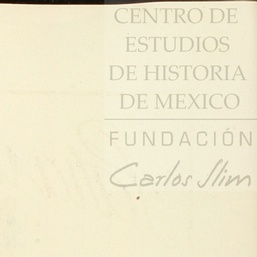 CENTRO DE
ESTUDIOS
DE HISTORIA
DE MEXICO
FUNDACIÓN
Carlos Slim